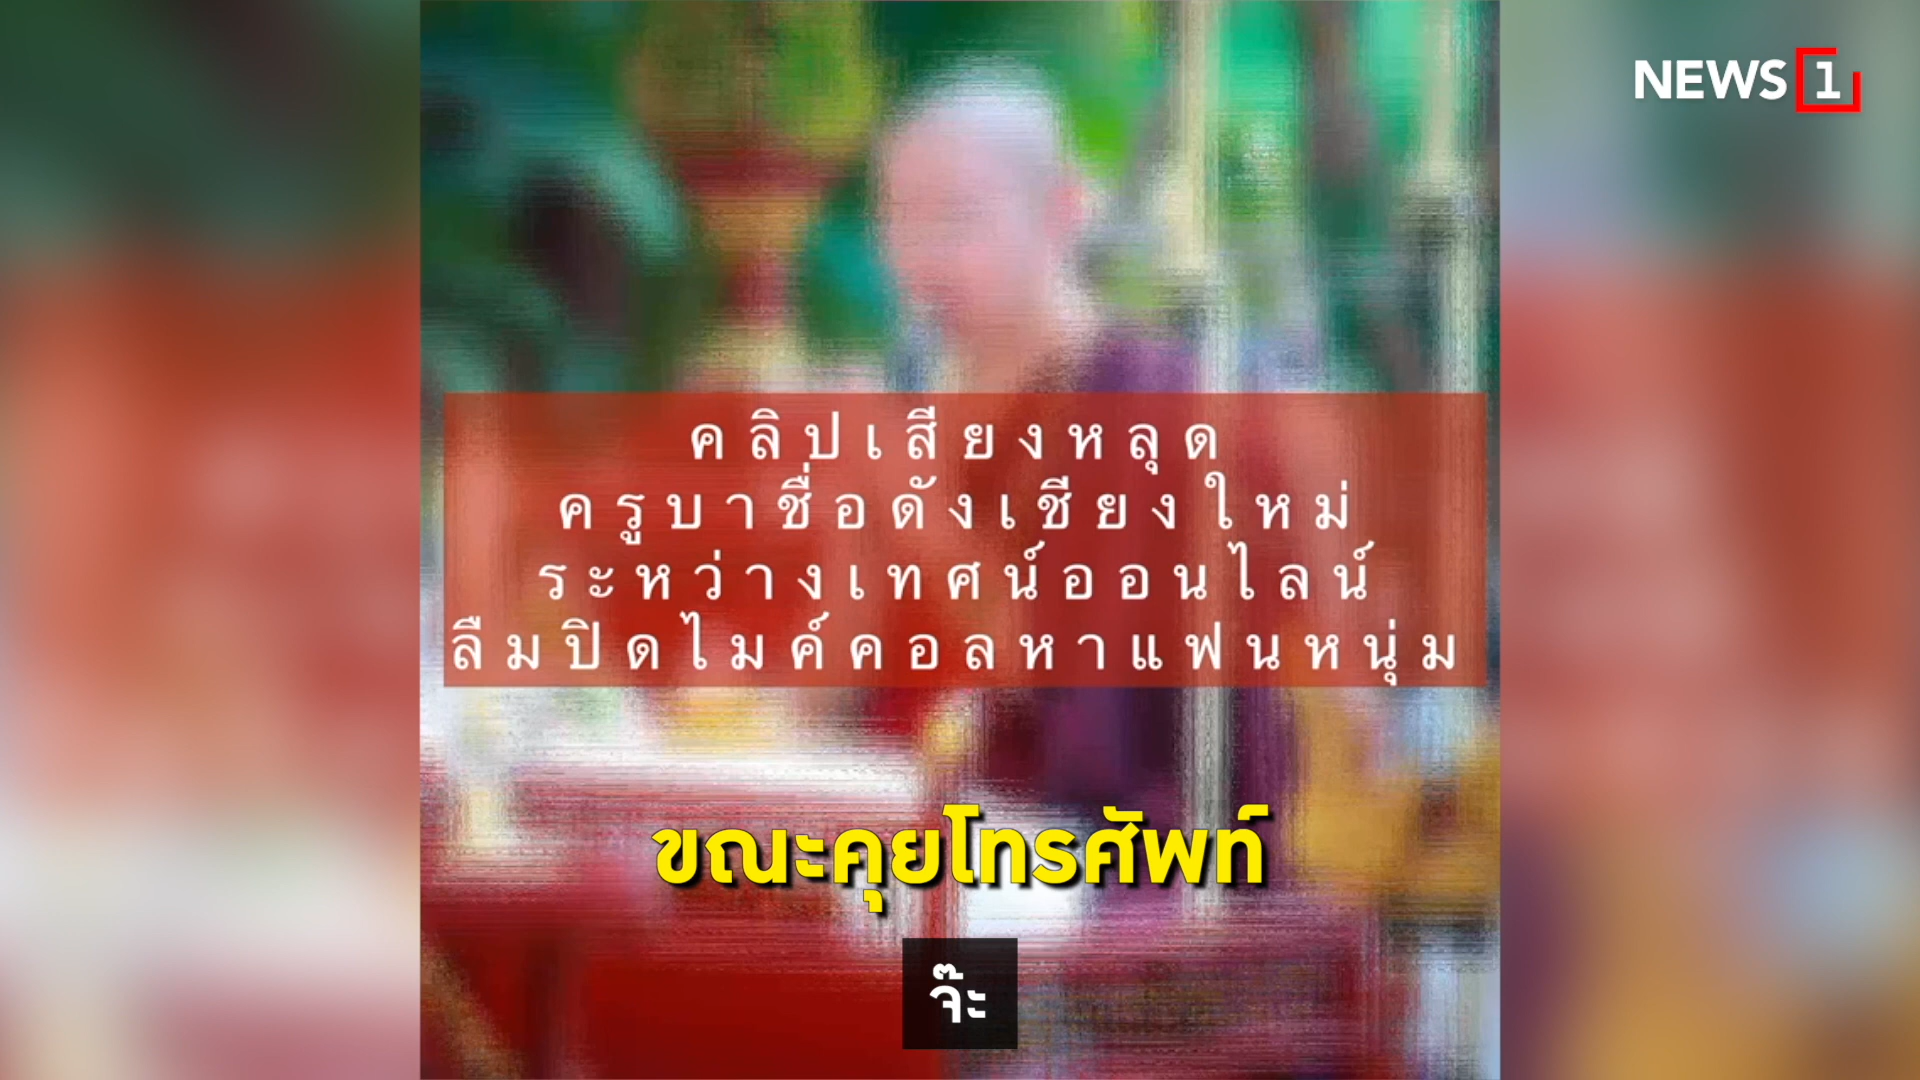 NEWS 1
คลิปเสียงหลุด
ครูบาชื่อดังเชียงใหม่
ระหว่างเทศน์ออนไลน์
ลืมปิดไมค์คอลหาแฟนหนุ่ม
ขณะคุยโทรศัพท์
จ๊ะ